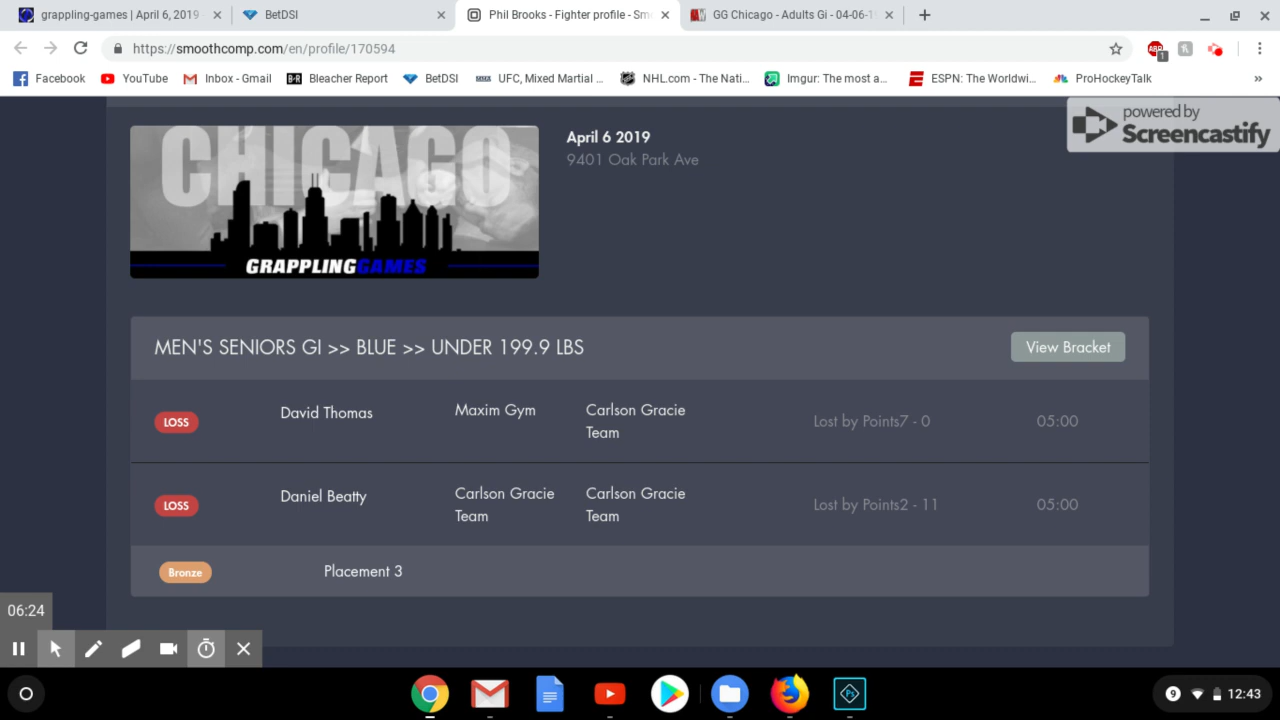 grappling-games | April 6, 2019 -
BetDSI
Phil Brooks - Fighter profile - Sm
GG Chicago - Adults Gi - 04-06-1
https://smoothcomp.com/en/profile/170594
ABP
1
Facebook
YouTube
Inbox - Gmail
B R
Bleacher Report
BetDSI
UFC, Mixed Martial ...
NHL.com - The Nati...
Imgur: The most a...
ESPN: The Worldwi...
ProHockeyTalk
»
powered by
Screencastify
CHICAGO
GRAPPLINGGAMES
April 6 2019
9401 Oak Park Ave
MEN'S SENIORS GI >> BLUE >> UNDER 199.9 LBS
View Bracket
LOSS
David Thomas
Maxim Gym
Carlson Gracie
Team
Lost by Points7 - 0
05:00
LOSS
Daniel Beatty
Carlson Gracie
Team
Carlson Gracie
Team
Lost by Points2 - 11
05:00
Bronze
Placement 3
06:24
Ps
9
12:43